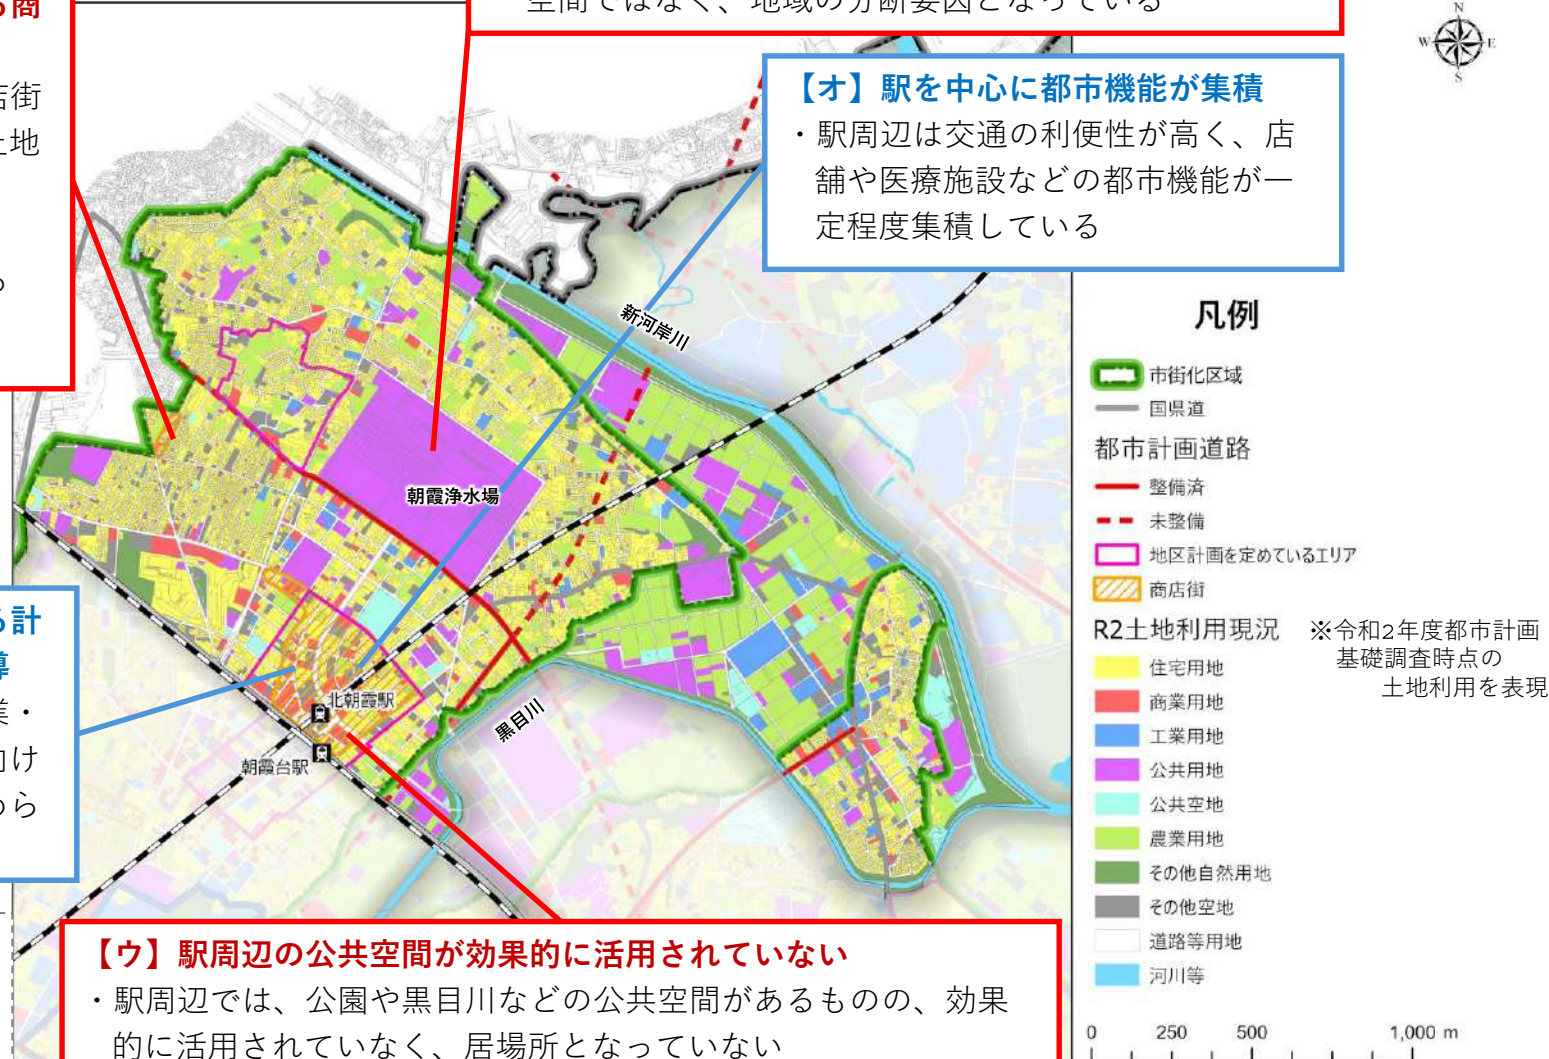 る商
店街
土地
空間ではなく、地域の分断要因となっている
N
W E
S
【オ】駅を中心に都市機能が集積
・駅周辺は交通の利便性が高く、店
舗や医療施設などの都市機能が一
定程度集積している
新河岸川
朝霞浄水場
北朝霞駅
朝霞台駅
黒目川
る計
導
業・
向け
めら
【ウ】駅周辺の公共空間が効果的に活用されていない
・駅周辺では、公園や黒目川などの公共空間があるものの、効果
的に活用されていなく、居場所となっていない
凡例
市街化区域
国県道
都市計画道路
整備済
未整備
地区計画を定めているエリア
商店街
R2土地利用現況
※令和2年度都市計画
基礎調査時点の
土地利用を表現
住宅用地
商業用地
工業用地
公共用地
公共空地
農業用地
その他自然用地
その他空地
道路等用地
河川等
0 250 500 1,000 m